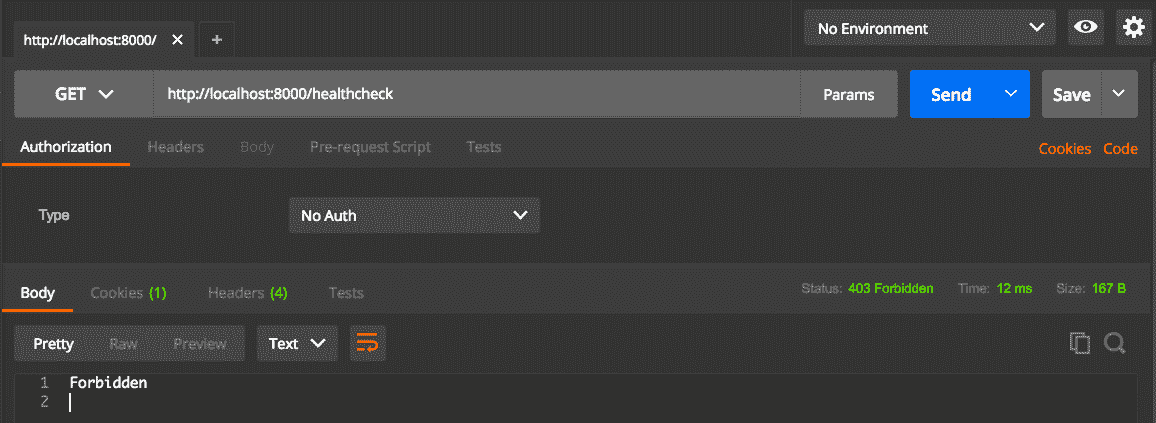 http://localhost:8000/ No Environment
GET http://localhost:8000/healthcheck Params Send Save
Authorization Headers Body Pre-request Script Tests Cookies Code
Type No Auth
Body Cookies (1) Headers (4) Tests Status: 403 Forbidden Time: 12 ms Size: 167 B
Pretty Raw Preview Text
1 Forbidden
2